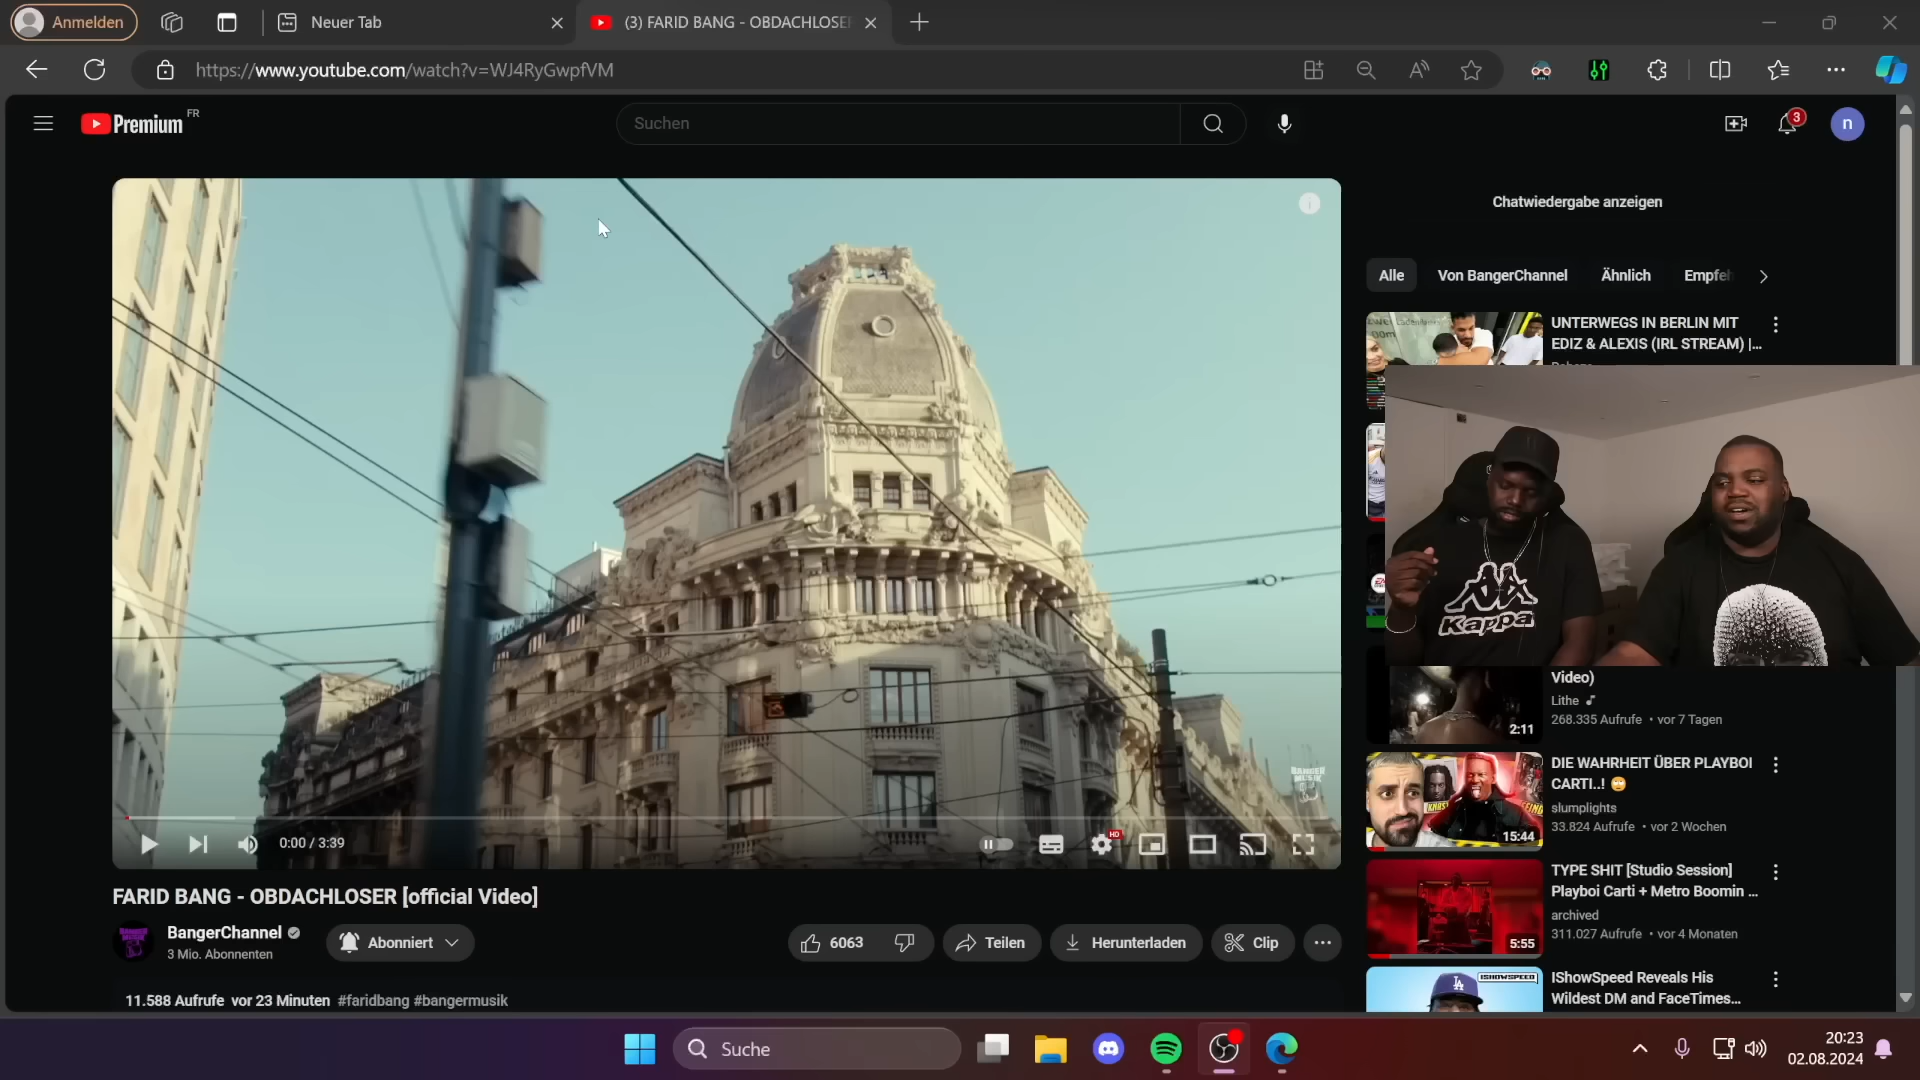 Anmelden
Neuer Tab
(3) FARID BANG - OBDACHLOSE
https://www.youtube.com/watch?v=WJ4RyGwpfVM
Premium FR
Suchen
3
n
Chatwiedergabe anzeigen
Alle
Von BangerChannel
Ähnlich
Empfeh
UNTERWEGS IN BERLIN MIT
EDIZ & ALEXIS (IRL STREAM) |...
Kappa
Video)
Lithe
268.335 Aufrufe • vor 7 Tagen
2:11
DIE WAHRHEIT ÜBER PLAYBOI
CARTI..! 🙄
slumplights
33.824 Aufrufe • vor 2 Wochen
15:44
TYPE SHIT [Studio Session]
Playboi Carti + Metro Boomin ...
archived
311.027 Aufrufe • vor 4 Monaten
5:55
ISHOWSPEED
IShowSpeed Reveals His
Wildest DM and FaceTimes...
BANGER
MUSIK
0:00 / 3:39
HD
FARID BANG - OBDACHLOSER [official Video]
BangerChannel
3 Mio. Abonnenten
Abonniert
6063
Teilen
Herunterladen
Clip
11.588 Aufrufe vor 23 Minuten #faridbang #bangermusik
Suche
20:23
02.08.2024